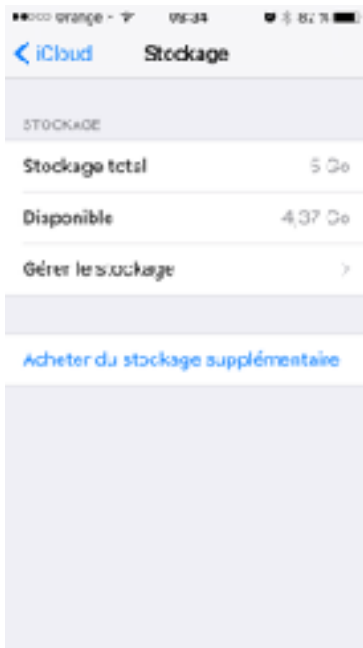 orange 09:34 82 %
iCloud Stockage
STOCKAGE
Stockage total 5 Go
Disponible 4,37 Go
Gérer le stockage
Acheter du stockage supplémentaire